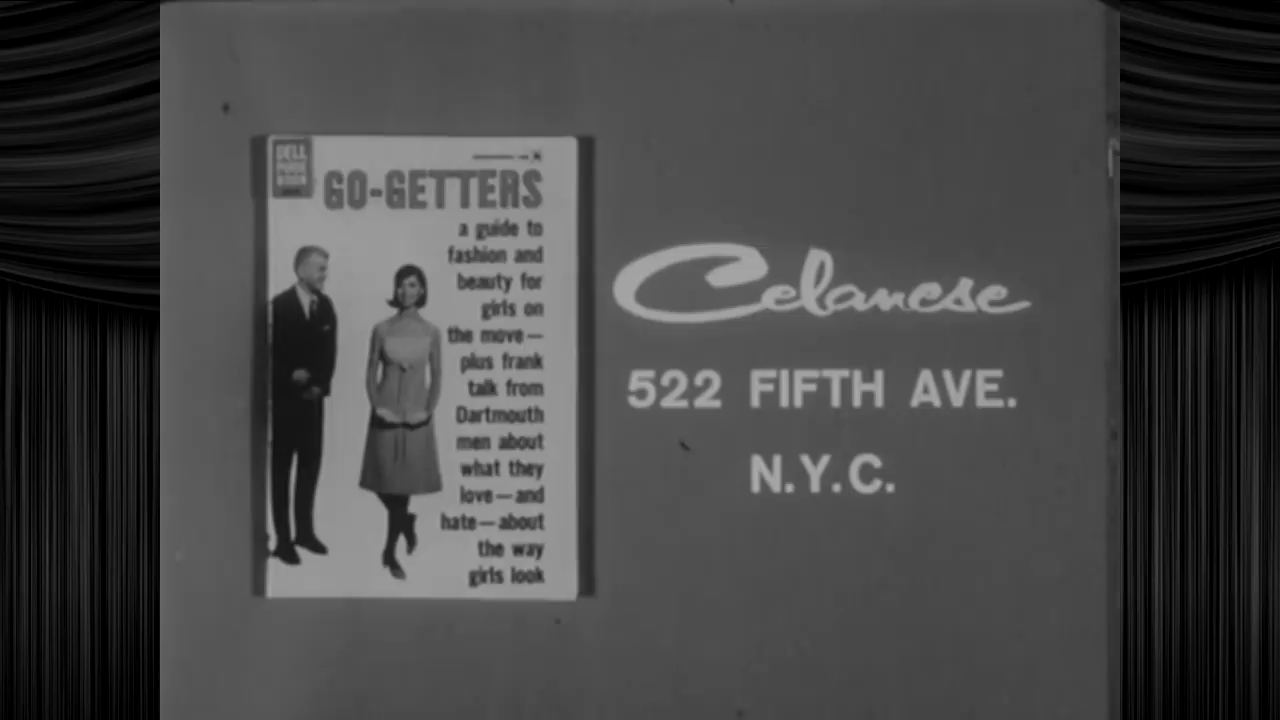 DELL
GO-GETTERS
a guide to
fashion and
beauty for
girls on
the move—
plus frank
talk from
Dartmouth
men about
what they
love—and
hate—about
the way
girls look
Celanese
522 FIFTH AVE.
N.Y.C.